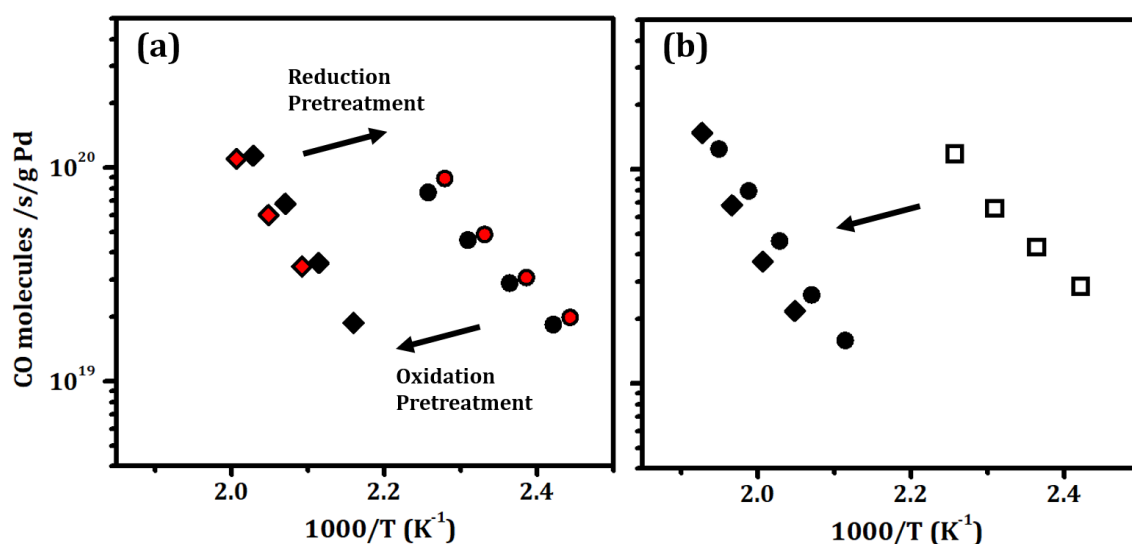 (a)
Reduction
Pretreatment
CO molecules /s/g Pd
10^20
10^19
Oxidation
Pretreatment
2.0
2.2
2.4
1000/T (K^-1)
(b)
2.0
2.2
2.4
1000/T (K^-1)